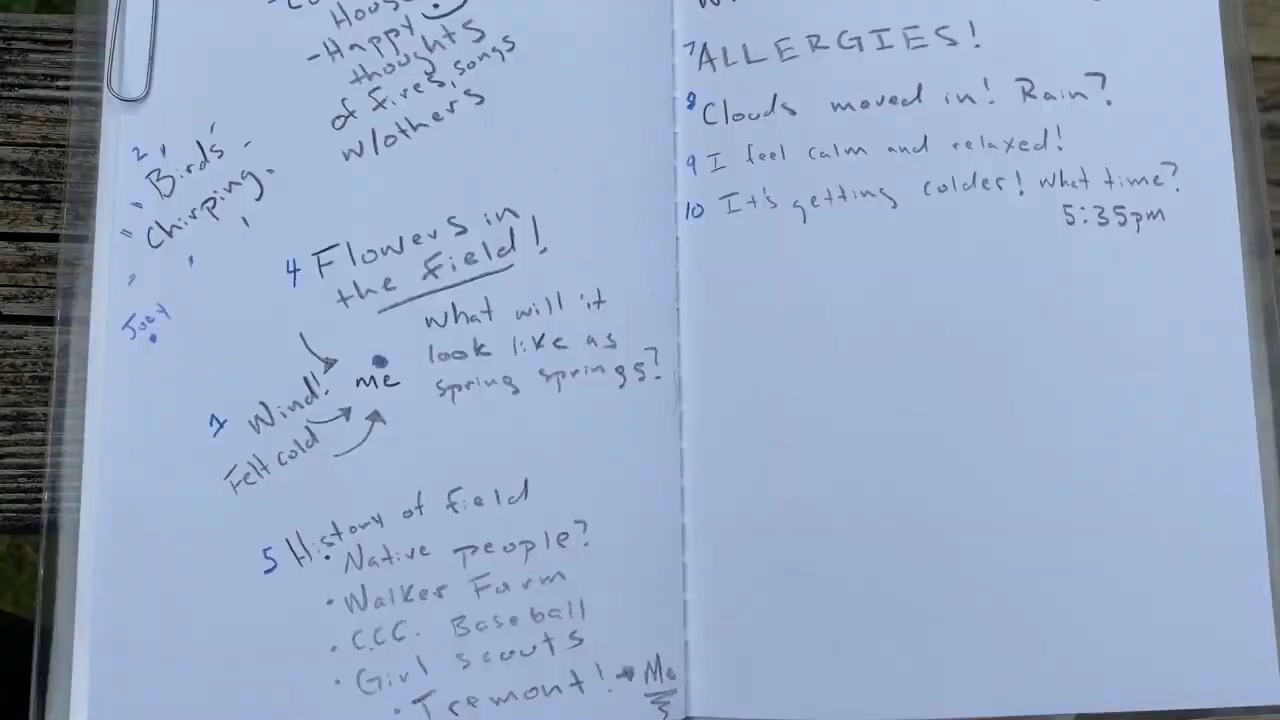 House
-Happy
thoughts
of fires, songs
w/others
2
Birds
Chirping
Joey
4 Flowers in
the field!
What will it
look like as
spring springs?
me
1 Wind!
Felt cold
5 History of field
• Native people?
• Walker Farm
• C.C.C. Baseball
• Girl scouts
• Tremont! → Me
7 ALLERGIES!
8 Clouds moved in! Rain?
9 I feel calm and relaxed!
10 It's getting colder! What time?
5:35pm